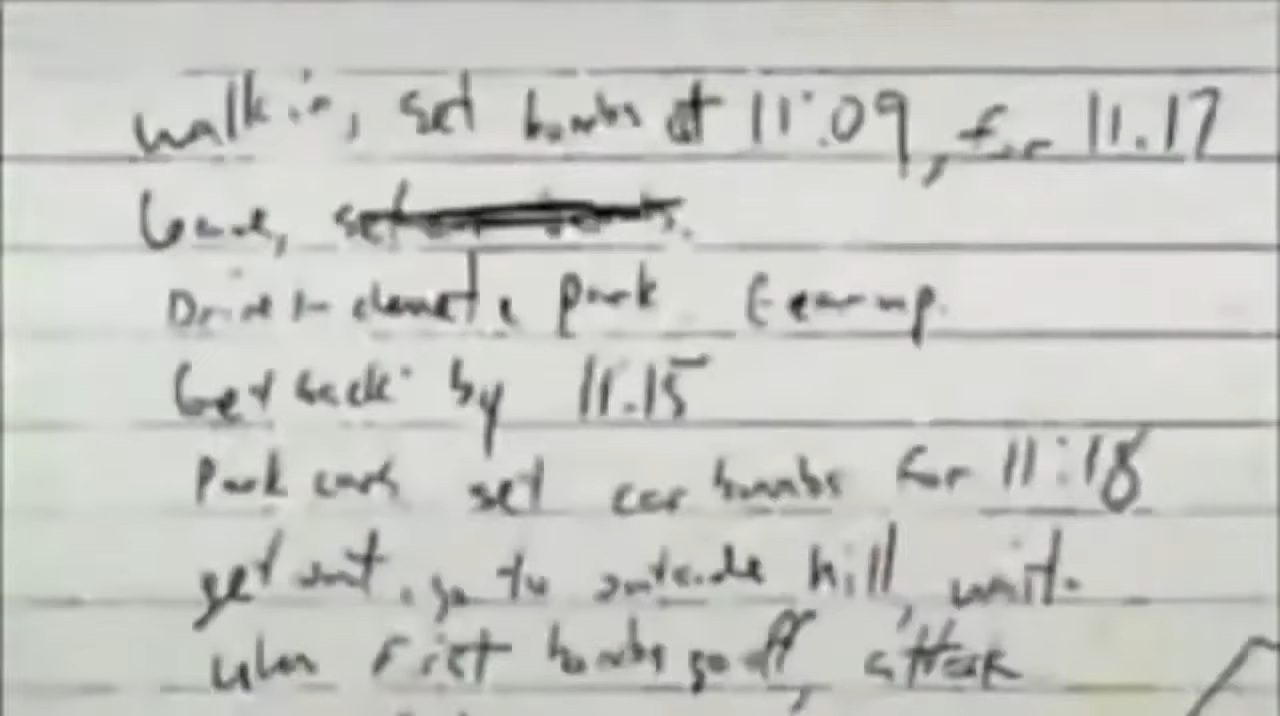 walk in, set bombs at 11:09, for 11.17
Leave,
Drive to Clemete Park. Gear up.
Get back by 11.15
Park cars set car bombs for 11:18
get out, go to outside hill, wait.
when first bombs go off, attack